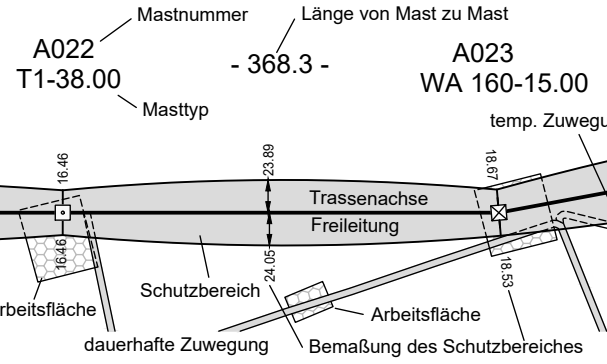 Mastnummer
Länge von Mast zu Mast
A022
T1-38.00
- 368.3 -
A023
WA 160-15.00
Masttyp
temp. Zuwegu
16.46
23.89
18.67
Trassenachse
Freileitung
16.46
24.05
18.53
Schutzbereich
rbeitsfläche
Arbeitsfläche
dauerhafte Zuwegung
Bemaßung des Schutzbereiches